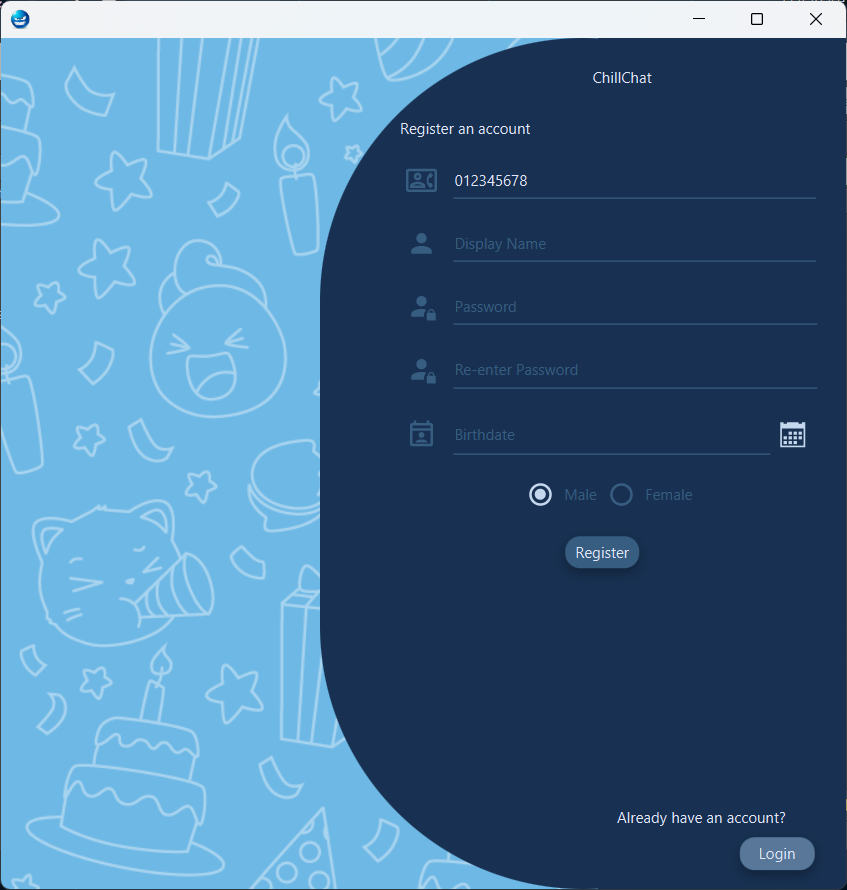 ChillChat
Register an account
012345678
Display Name
Password
Re-enter Password
Birthdate
Male Female
Register
Already have an account?
Login